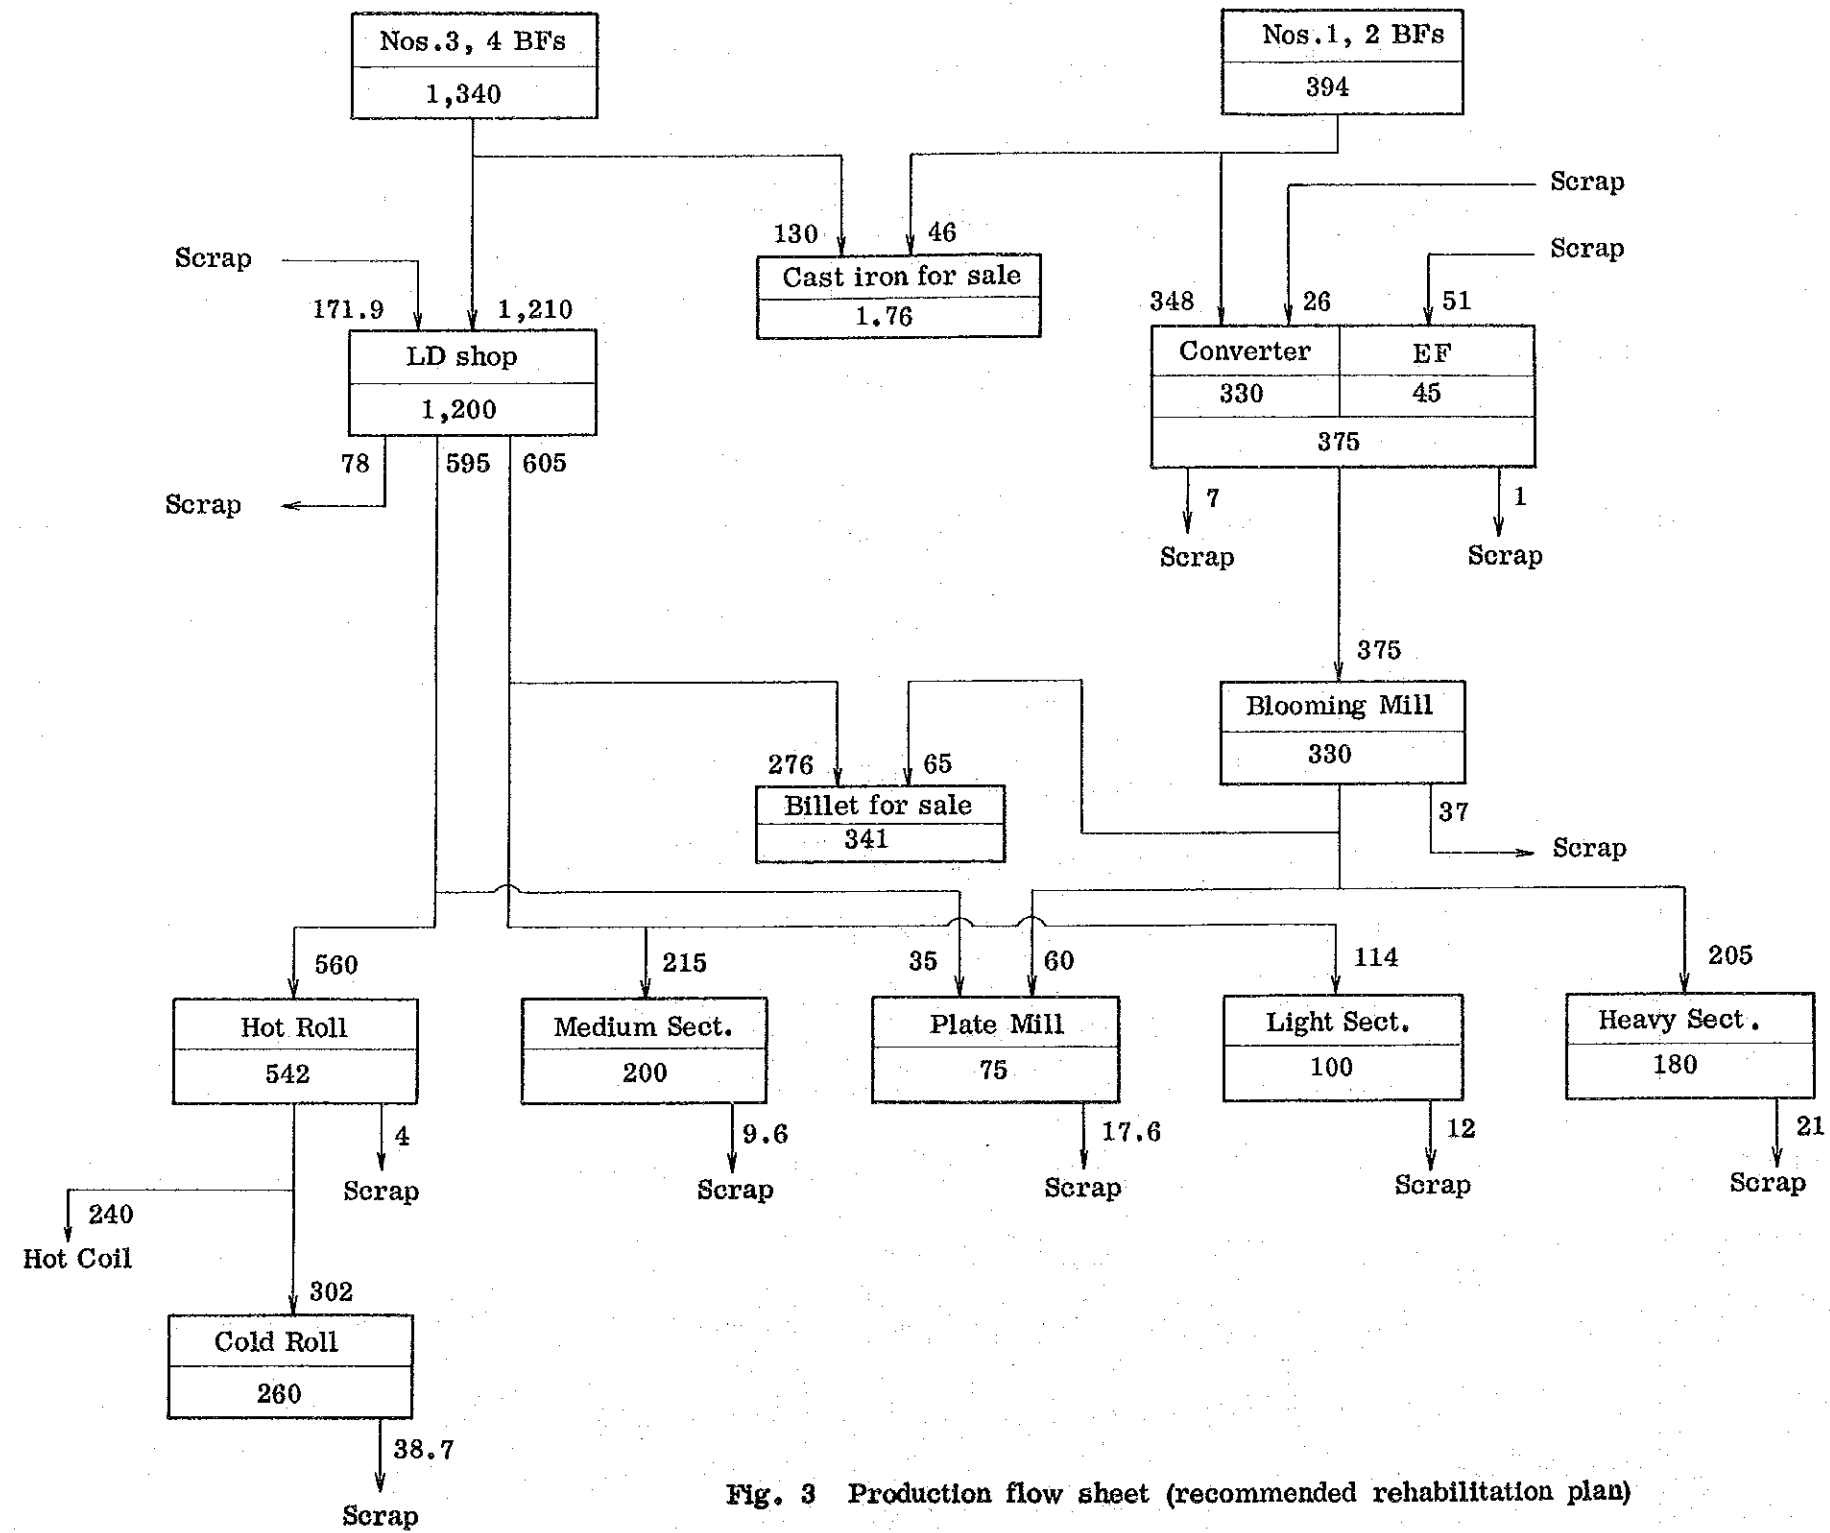 Nos.3, 4 BFs
1,340
Nos.1, 2 BFs
394
Scrap
Scrap
130
46
Cast iron for sale
1.76
Scrap
171.9
1,210
LD shop
1,200
348
26
51
Converter
EF
330
45
375
78
595
605
Scrap
7
1
Scrap
Scrap
375
Blooming Mill
330
276
65
Billet for sale
341
37
Scrap
560
215
35
60
114
205
Hot Roll
542
Medium Sect.
200
Plate Mill
75
Light Sect.
100
Heavy Sect.
180
4
9.6
17.6
12
21
Scrap
Scrap
Scrap
Scrap
Scrap
240
Hot Coil
302
Cold Roll
260
38.7
Scrap
Fig. 3 Production flow sheet (recommended rehabilitation plan)